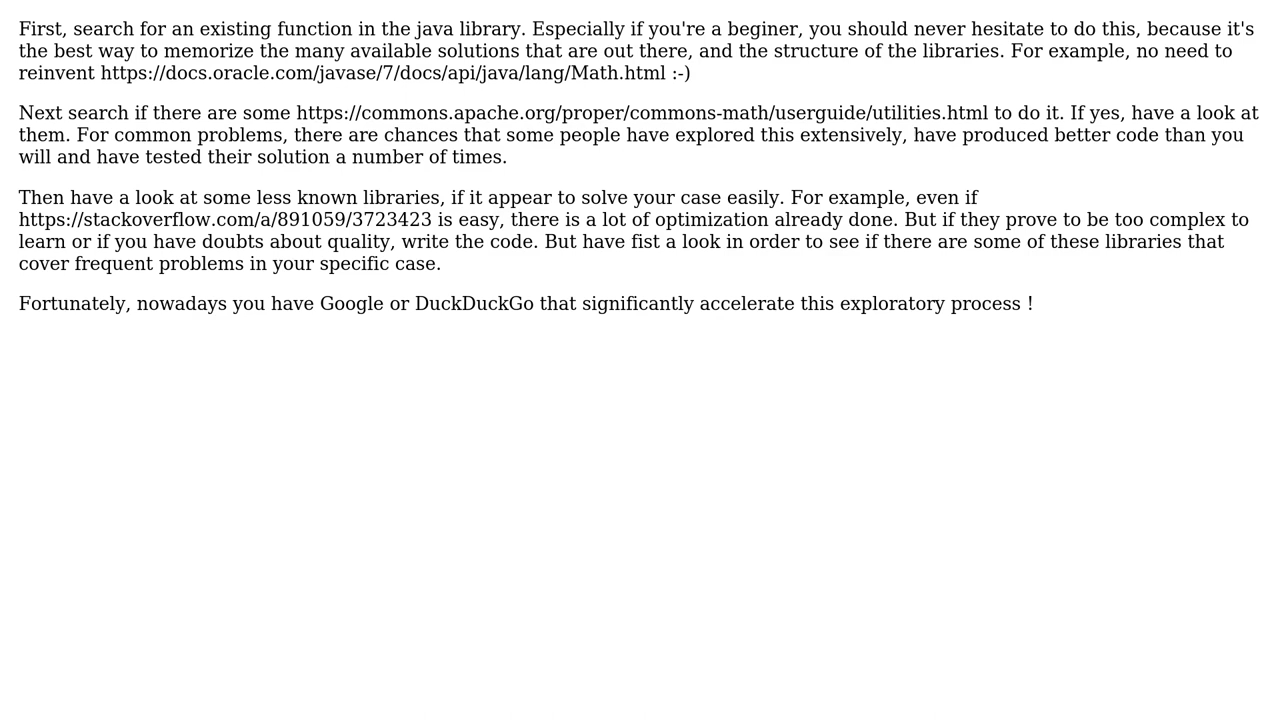 First, search for an existing function in the java library. Especially if you're a beginer, you should never hesitate to do this, because it's
the best way to memorize the many available solutions that are out there, and the structure of the libraries. For example, no need to
reinvent https://docs.oracle.com/javase/7/docs/api/java/lang/Math.html :-)
Next search if there are some https://commons.apache.org/proper/commons-math/userguide/utilities.html to do it. If yes, have a look at
them. For common problems, there are chances that some people have explored this extensively, have produced better code than you
will and have tested their solution a number of times.
Then have a look at some less known libraries, if it appear to solve your case easily. For example, even if
https://stackoverflow.com/a/891059/3723423 is easy, there is a lot of optimization already done. But if they prove to be too complex to
learn or if you have doubts about quality, write the code. But have fist a look in order to see if there are some of these libraries that
cover frequent problems in your specific case.
Fortunately, nowadays you have Google or DuckDuckGo that significantly accelerate this exploratory process !